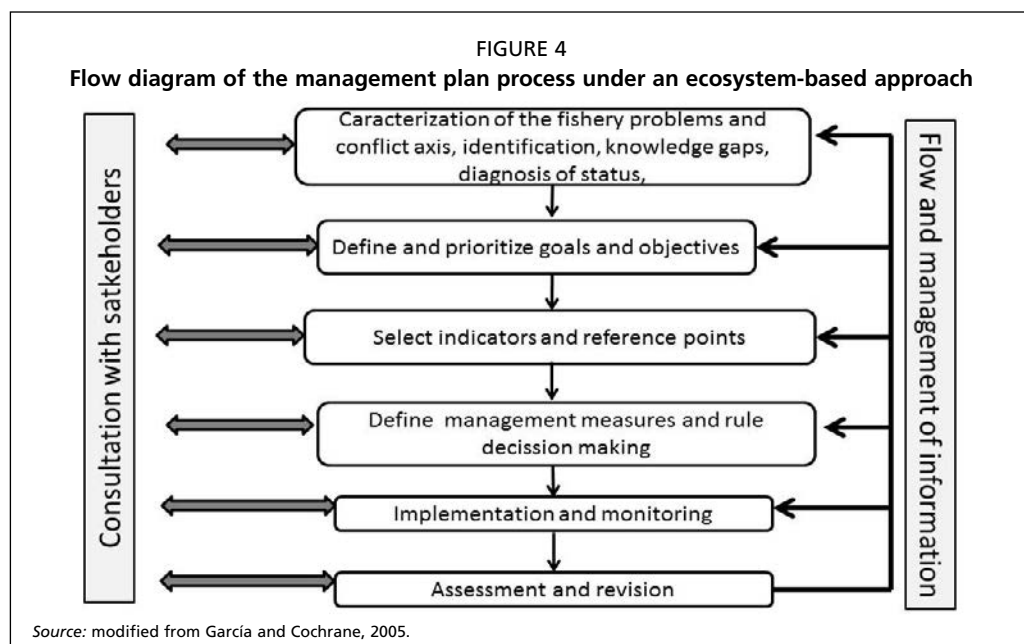 FIGURE 4
Flow diagram of the management plan process under an ecosystem-based approach
Consultation with satkeholders
Caracterization of the fishery problems and
conflict axis, identification, knowledge gaps,
diagnosis of status,
Define and prioritize goals and objectives
Select indicators and reference points
Define management measures and rule
decission making
Implementation and monitoring
Assessment and revision
Flow and management of information
Source: modified from García and Cochrane, 2005.